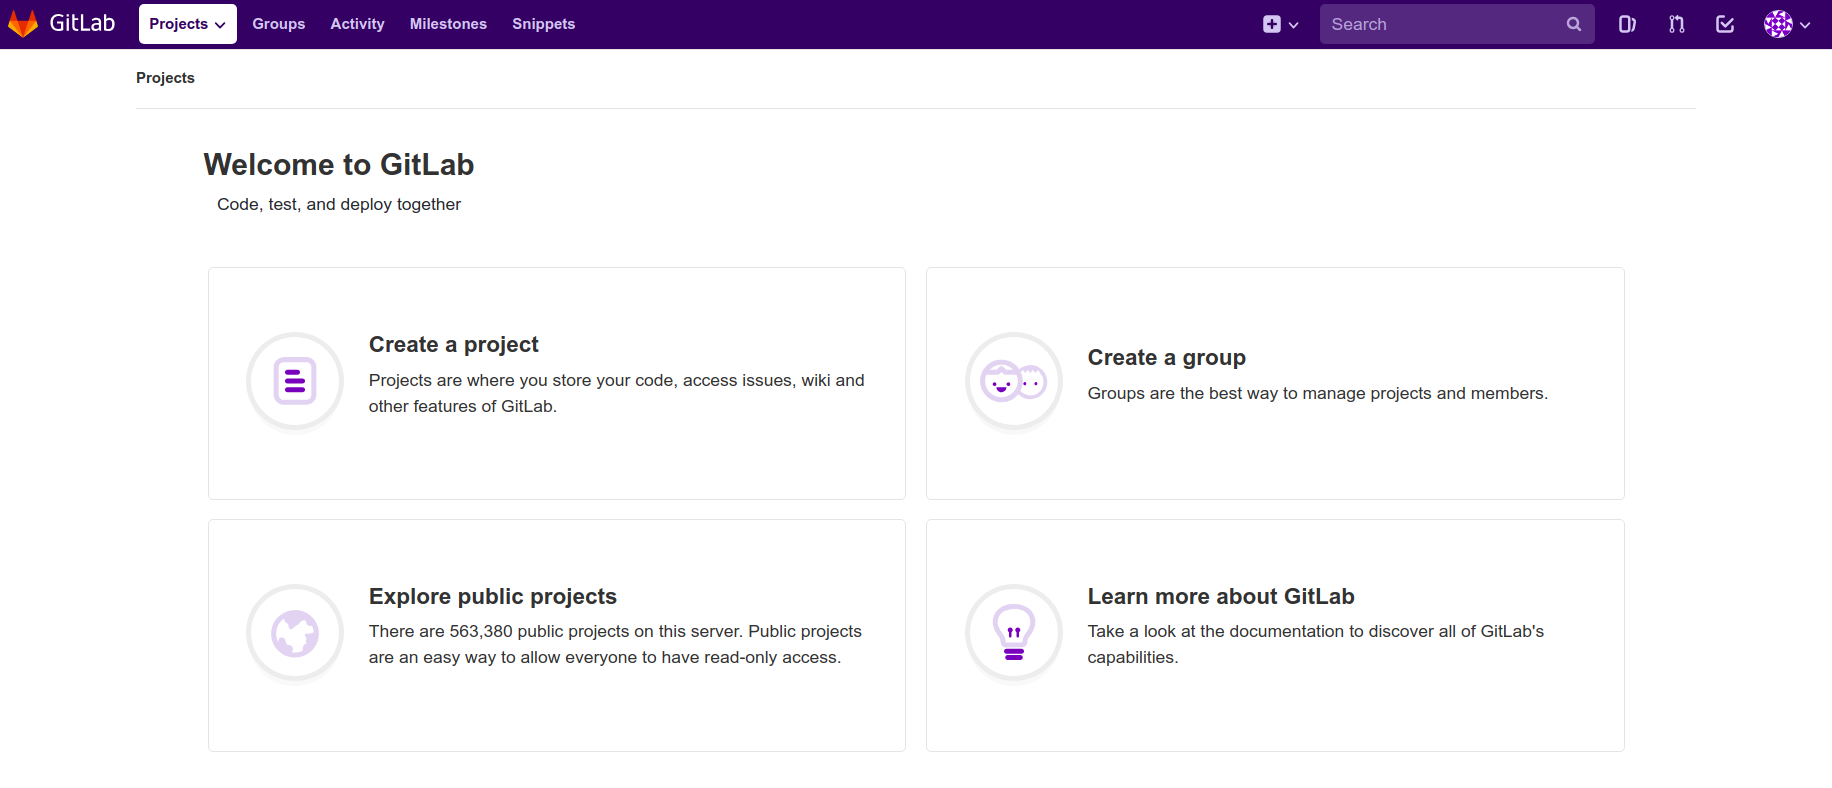 GitLab Projects Groups Activity Milestones Snippets Search
Projects
Welcome to GitLab
Code, test, and deploy together
Create a project
Projects are where you store your code, access issues, wiki and
other features of GitLab.
Create a group
Groups are the best way to manage projects and members.
Explore public projects
There are 563,380 public projects on this server. Public projects
are an easy way to allow everyone to have read-only access.
Learn more about GitLab
Take a look at the documentation to discover all of GitLab's
capabilities.